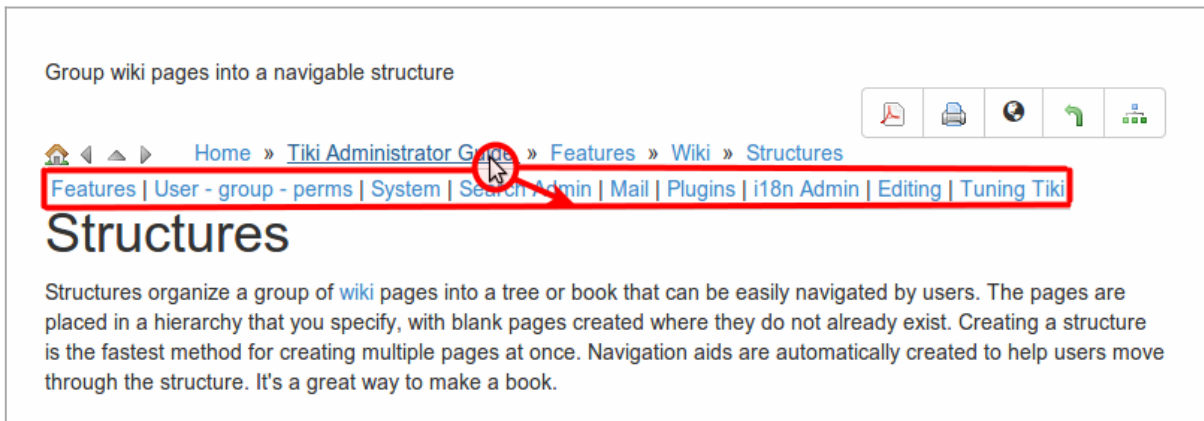 Group wiki pages into a navigable structure
Home » Tiki Administrator Guide » Features » Wiki » Structures
Features | User - group - perms | System | Search Admin | Mail | Plugins | i18n Admin | Editing | Tuning Tiki
Structures
Structures organize a group of wiki pages into a tree or book that can be easily navigated by users. The pages are
placed in a hierarchy that you specify, with blank pages created where they do not already exist. Creating a structure
is the fastest method for creating multiple pages at once. Navigation aids are automatically created to help users move
through the structure. It's a great way to make a book.